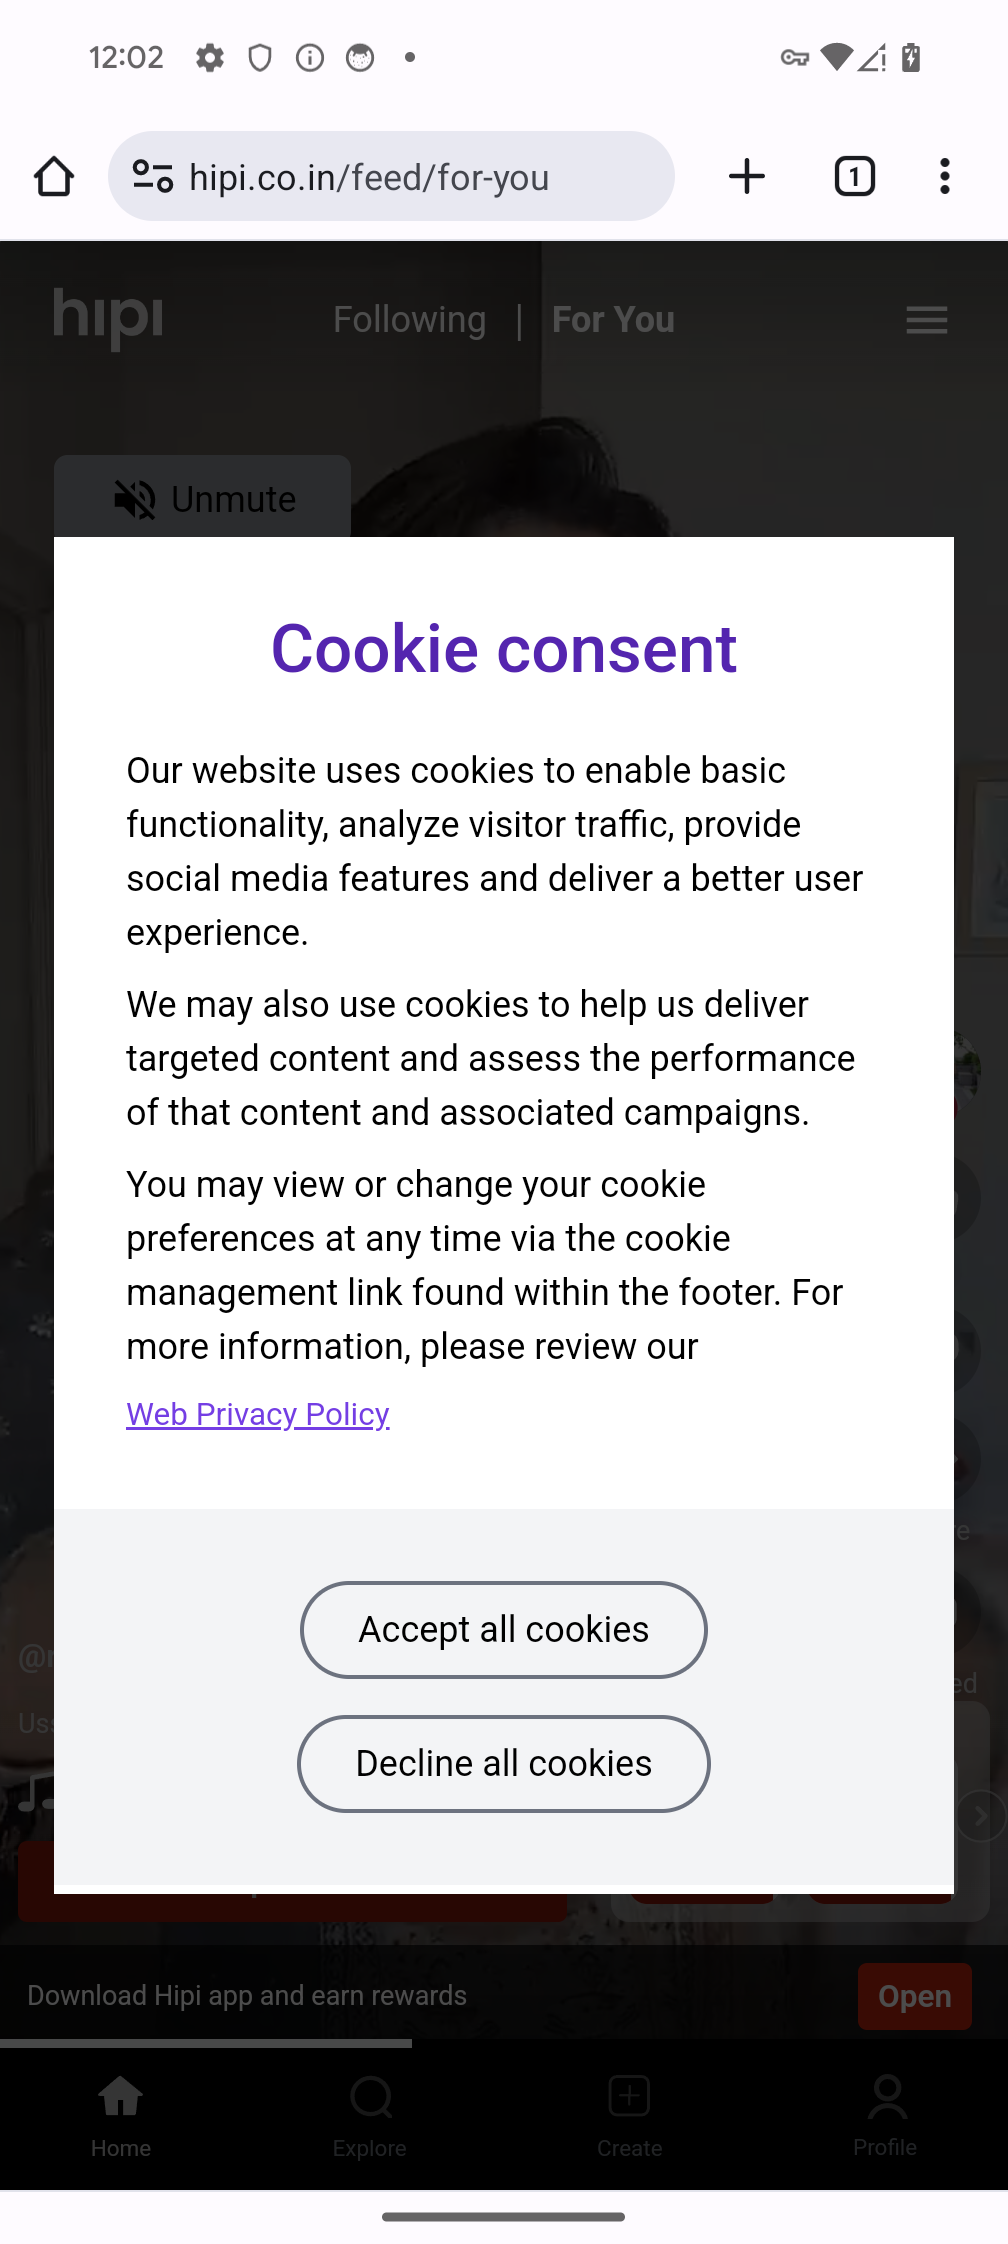 12:02
hipi.co.in/feed/for-you
1
hipi
Following | For You
Unmute
Cookie consent
Our website uses cookies to enable basic
functionality, analyze visitor traffic, provide
social media features and deliver a better user
experience.
We may also use cookies to help us deliver
targeted content and assess the performance
of that content and associated campaigns.
You may view or change your cookie
preferences at any time via the cookie
management link found within the footer. For
more information, please review our
Web Privacy Policy
Accept all cookies
Decline all cookies
Download Hipi app and earn rewards
Open
Home
Explore
Create
Profile